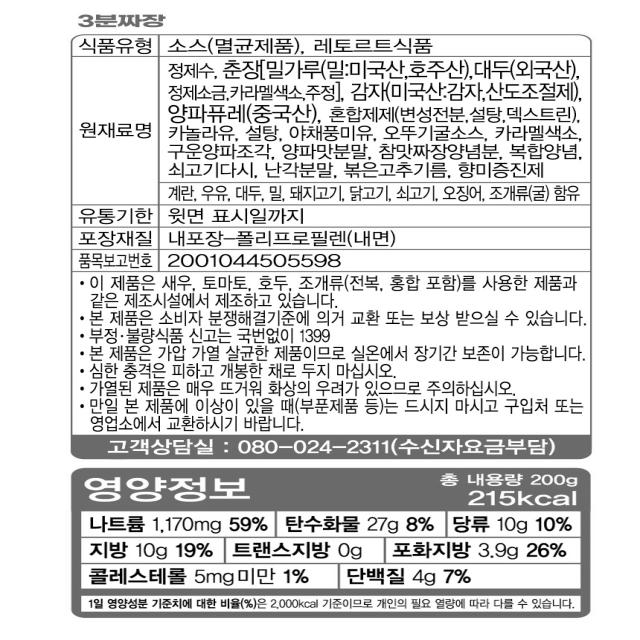 3분짜장
식품유형 소스(멸균제품), 레토르트식품
원재료명 정제수, 춘장[밀가루(밀:미국산,호주산),대두(외국산),
정제소금,카라멜색소,주정], 감자(미국산:감자,산도조절제),
양파퓨레(중국산), 혼합제제(변성전분,설탕,덱스트린),
카놀라유, 설탕, 야채풍미유, 오뚜기굴소스, 카라멜색소,
구운양파조각, 양파맛분말, 참맛짜장양념분, 복합양념,
쇠고기다시, 난각분말, 볶은고추기름, 향미증진제
계란, 우유, 대두, 밀, 돼지고기, 닭고기, 쇠고기, 오징어, 조개류(굴) 함유
유통기한 윗면 표시일까지
포장재질 내포장-폴리프로필렌(내면)
품목보고번호 2001044505598
• 이 제품은 새우, 토마토, 호두, 조개류(전복, 홍합 포함)를 사용한 제품과
같은 제조시설에서 제조하고 있습니다.
• 본 제품은 소비자 분쟁해결기준에 의거 교환 또는 보상 받으실 수 있습니다.
• 부정·불량식품 신고는 국번없이 1399
• 본 제품은 가압 가열 살균한 제품이므로 실온에서 장기간 보존이 가능합니다.
• 심한 충격은 피하고 개봉한 채로 두지 마십시오.
• 가열된 제품은 매우 뜨거워 화상의 우려가 있으므로 주의하십시오.
• 만일 본 제품에 이상이 있을 때(부푼제품 등)는 드시지 마시고 구입처 또는
영업소에서 교환하시기 바랍니다.
고객상담실 : 080-024-2311(수신자요금부담)
영양정보 총 내용량 200g
215kcal
나트륨 1,170mg 59% 탄수화물 27g 8% 당류 10g 10%
지방 10g 19% 트랜스지방 0g 포화지방 3.9g 26%
콜레스테롤 5mg미만 1% 단백질 4g 7%
1일 영양성분 기준치에 대한 비율(%)은 2,000kcal 기준이므로 개인의 필요 열량에 따라 다를 수 있습니다.